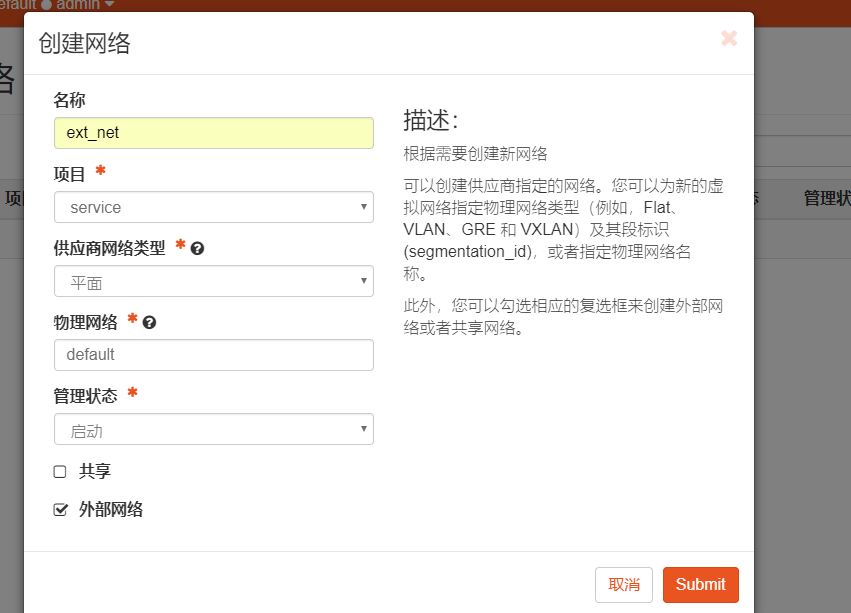 efault admin
创建网络
络
名称
ext_net
项目 *
service
供应商网络类型 *
平面
物理网络 *
default
管理状态 *
启动
共享
外部网络
描述：
根据需要创建新网络
可以创建供应商指定的网络。您可以为新的虚
拟网络指定物理网络类型（例如，Flat、
VLAN、GRE 和 VXLAN）及其段标识
(segmentation_id)，或者指定物理网络名
称。
此外，您可以勾选相应的复选框来创建外部网
络或者共享网络。
项
管理状
取消
Submit